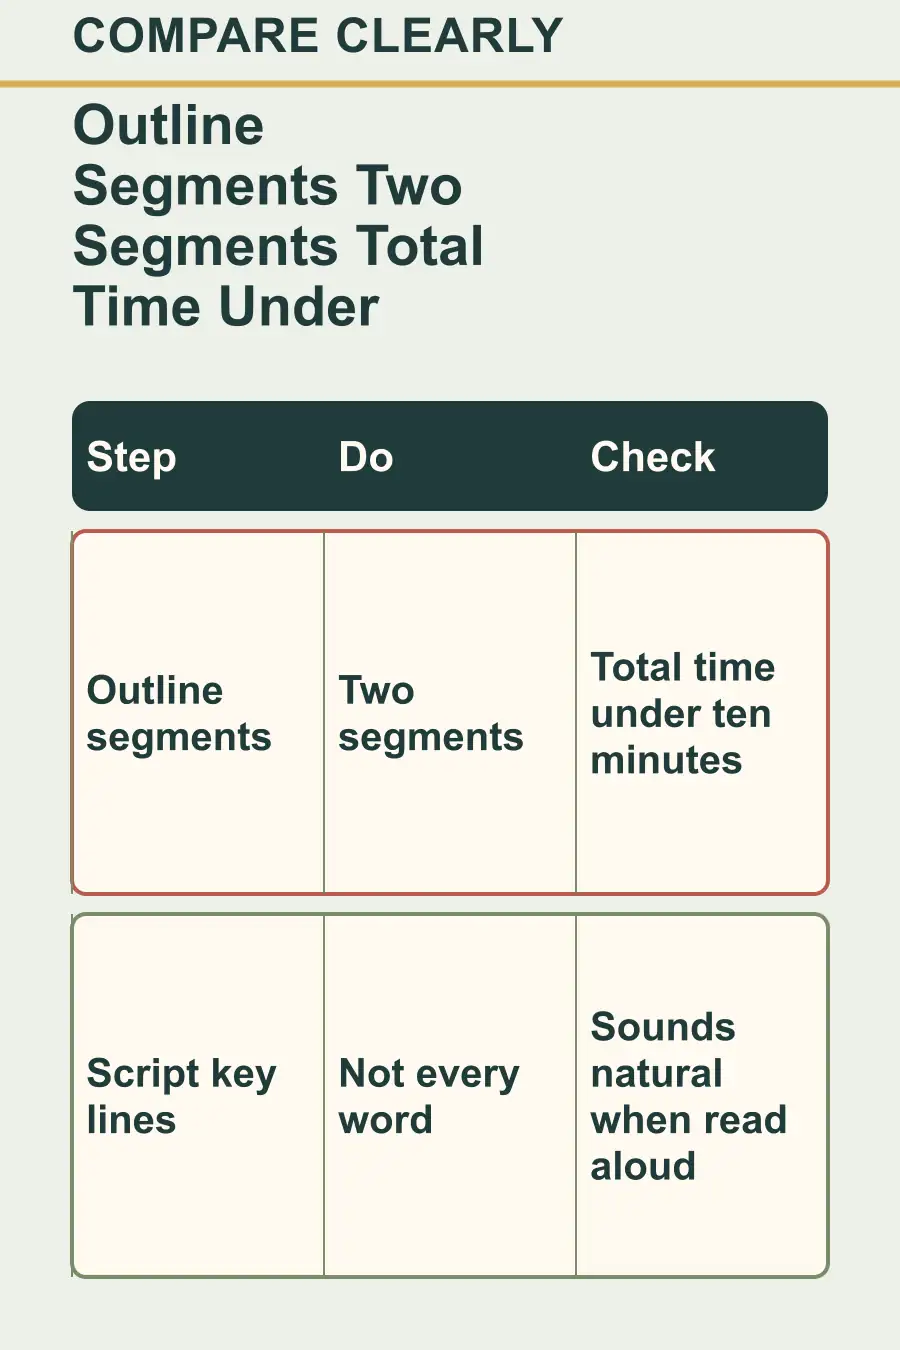 COMPARE CLEARLY
Outline
Segments Two
Segments Total
Time Under
Step Do Check
Outline
segments
Two
segments
Total time
under ten
minutes
Script key
lines
Not every
word
Sounds
natural
when read
aloud